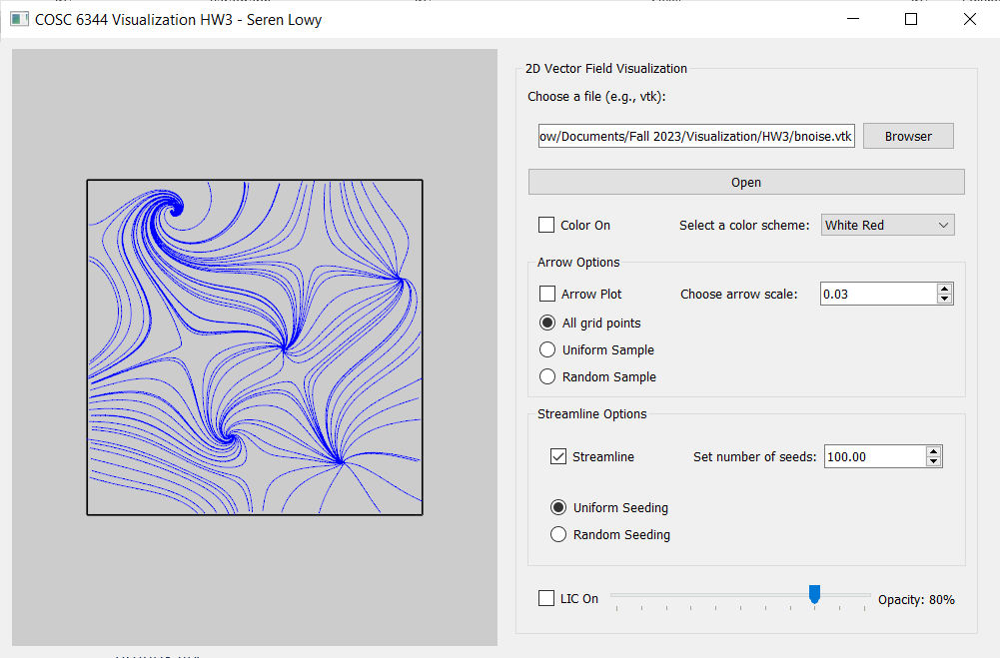 COSC 6344 Visualization HW3 - Seren Lowy
2D Vector Field Visualization
Choose a file (e.g., vtk):
ow/Documents/Fall 2023/Visualization/HW3/bnoise.vtk Browser
Open
Color On Select a color scheme: White Red
Arrow Options
Arrow Plot Choose arrow scale: 0.03
All grid points
Uniform Sample
Random Sample
Streamline Options
Streamline Set number of seeds: 100.00
Uniform Seeding
Random Seeding
LIC On Opacity: 80%